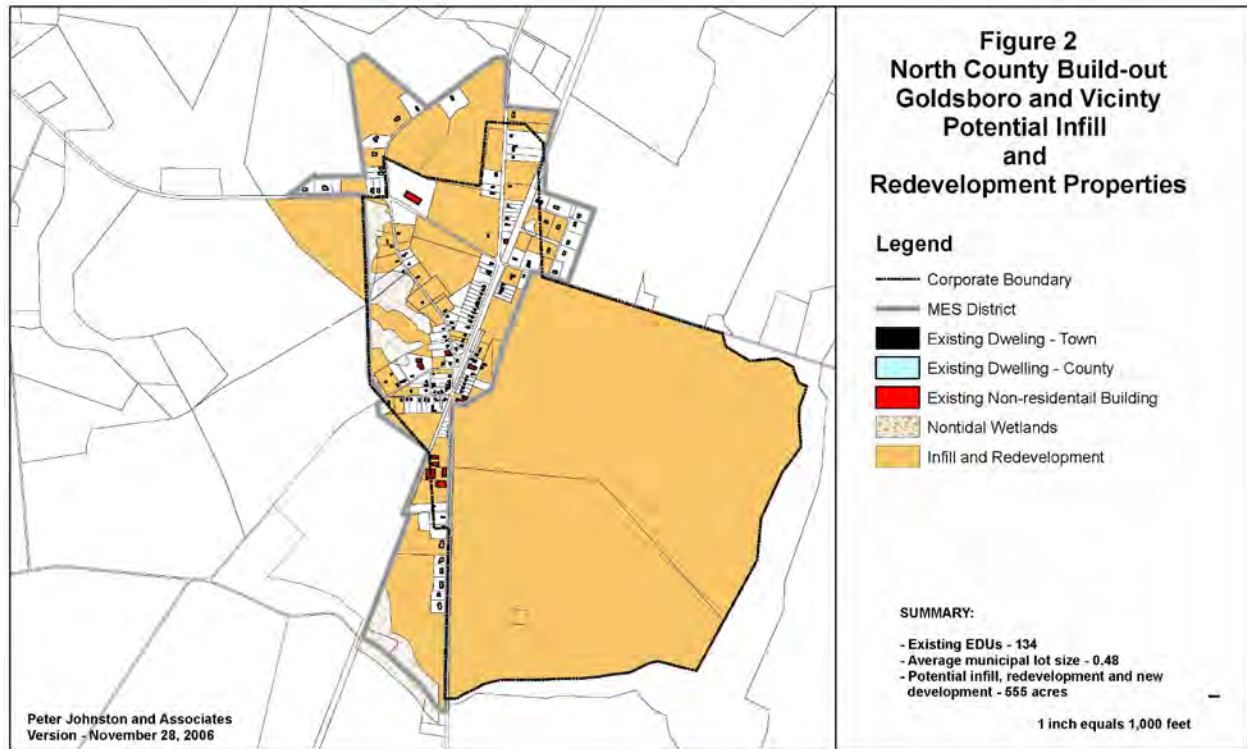 Figure 2
North County Build-out
Goldsboro and Vicinty
Potential Infill
and
Redevelopment Properties
Legend
Corporate Boundary
MES District
Existing Dweling - Town
Existing Dwelling - County
Existing Non-residentail Building
Nontidal Wetlands
Infill and Redevelopment
SUMMARY:
- Existing EDUs - 134
- Average municipal lot size - 0.48
- Potential infill, redevelopment and new
development - 555 acres
1 inch equals 1,000 feet
Peter Johnston and Associates
Version - November 28, 2006